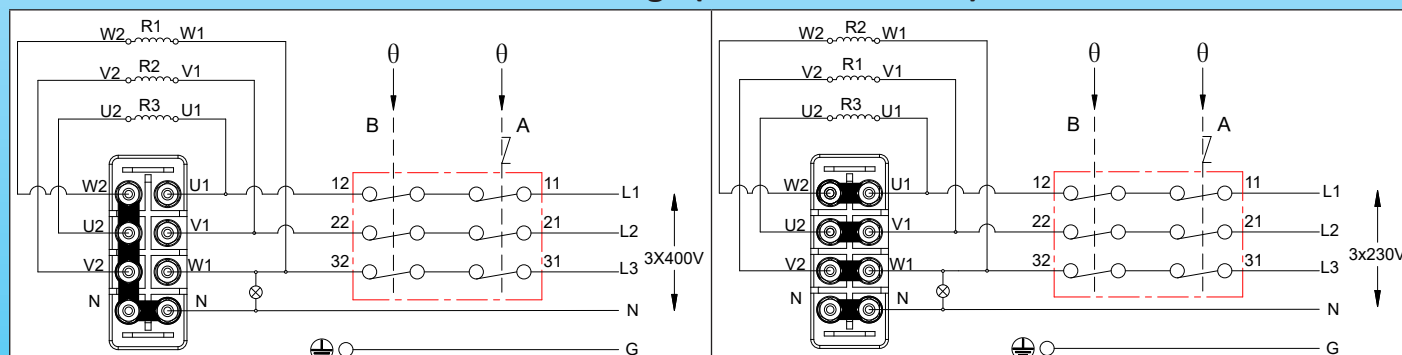 W2 R1 W1
θ θ
V2 R2 V1
U2 R3 U1
B A
W2 U1 12 11 L1
U2 V1 22 21 L2
3X400V
V2 W1 32 31 L3
N N N
G
W2 R2 W1
θ θ
V2 R1 V1
U2 R3 U1
B A
W2 U1 12 11 L1
U2 V1 22 21 L2
3x230V
V2 W1 32 31 L3
N N N
G